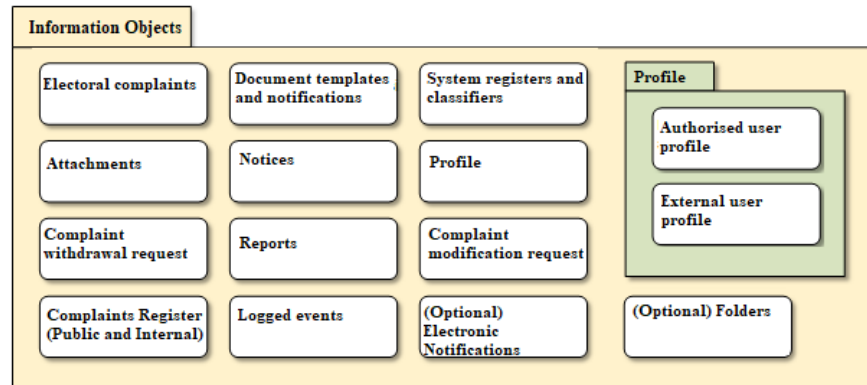 Information Objects
Electoral complaints
Document templates
and notifications
System registers and
classifiers
Profile
Authorised user
profile
External user
profile
Attachments
Notices
Profile
Complaint
withdrawal request
Reports
Complaint
modification request
Complaints Register
(Public and Internal)
Logged events
(Optional)
Electronic
Notifications
(Optional) Folders